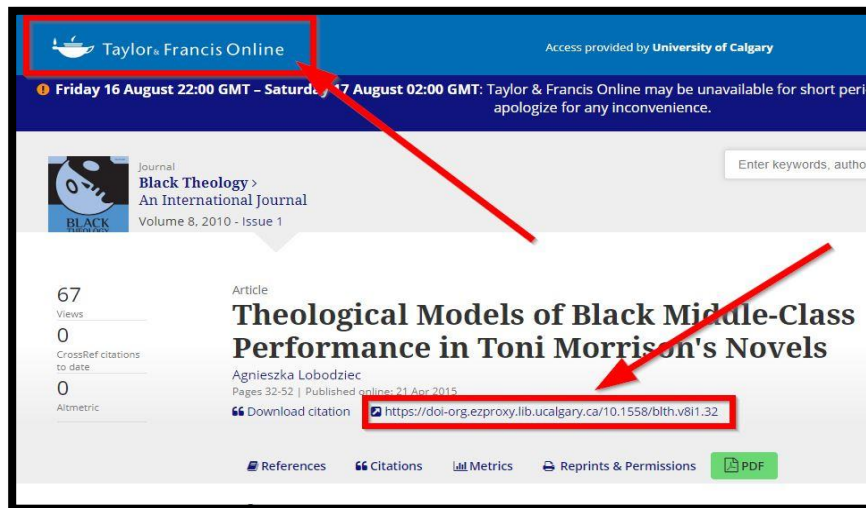 Taylor & Francis Online
Access provided by University of Calgary
Friday 16 August 22:00 GMT – Saturday 17 August 02:00 GMT: Taylor & Francis Online may be unavailable for short peri
apologize for any inconvenience.
Journal
Black Theology >
An International Journal
Volume 8, 2010 - Issue 1
BLACK
THEOLOGY
Enter keywords, autho
67
Views
0
CrossRef citations
to date
0
Altmetric
Article
Theological Models of Black Middle-Class
Performance in Toni Morrison's Novels
Agnieszka Lobodziec
Pages 32-52 | Published online: 21 Apr 2015
Download citation
https://doi-org.ezproxy.lib.ucalgary.ca/10.1558/blth.v8i1.32
References Citations Metrics Reprints & Permissions PDF